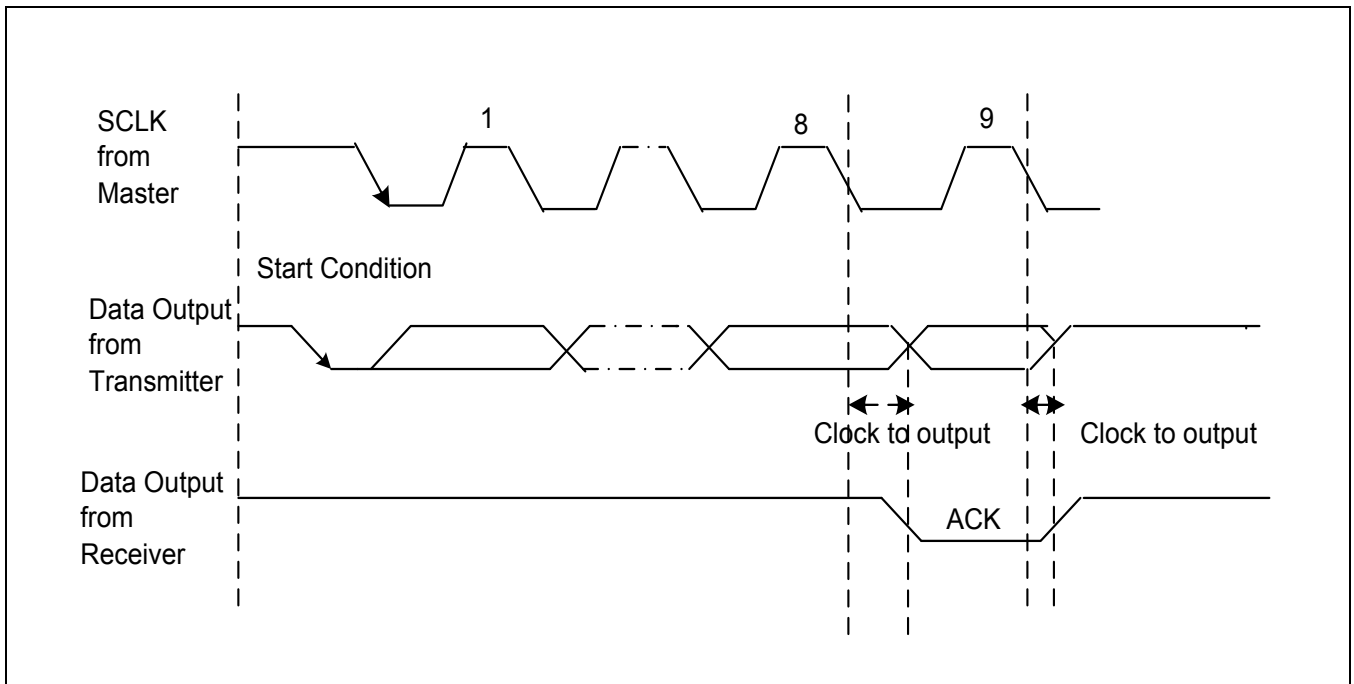 SCLK
from
Master
1
8
9
Start Condition
Data Output
from
Transmitter
Clock to output
Clock to output
Data Output
from
Receiver
ACK